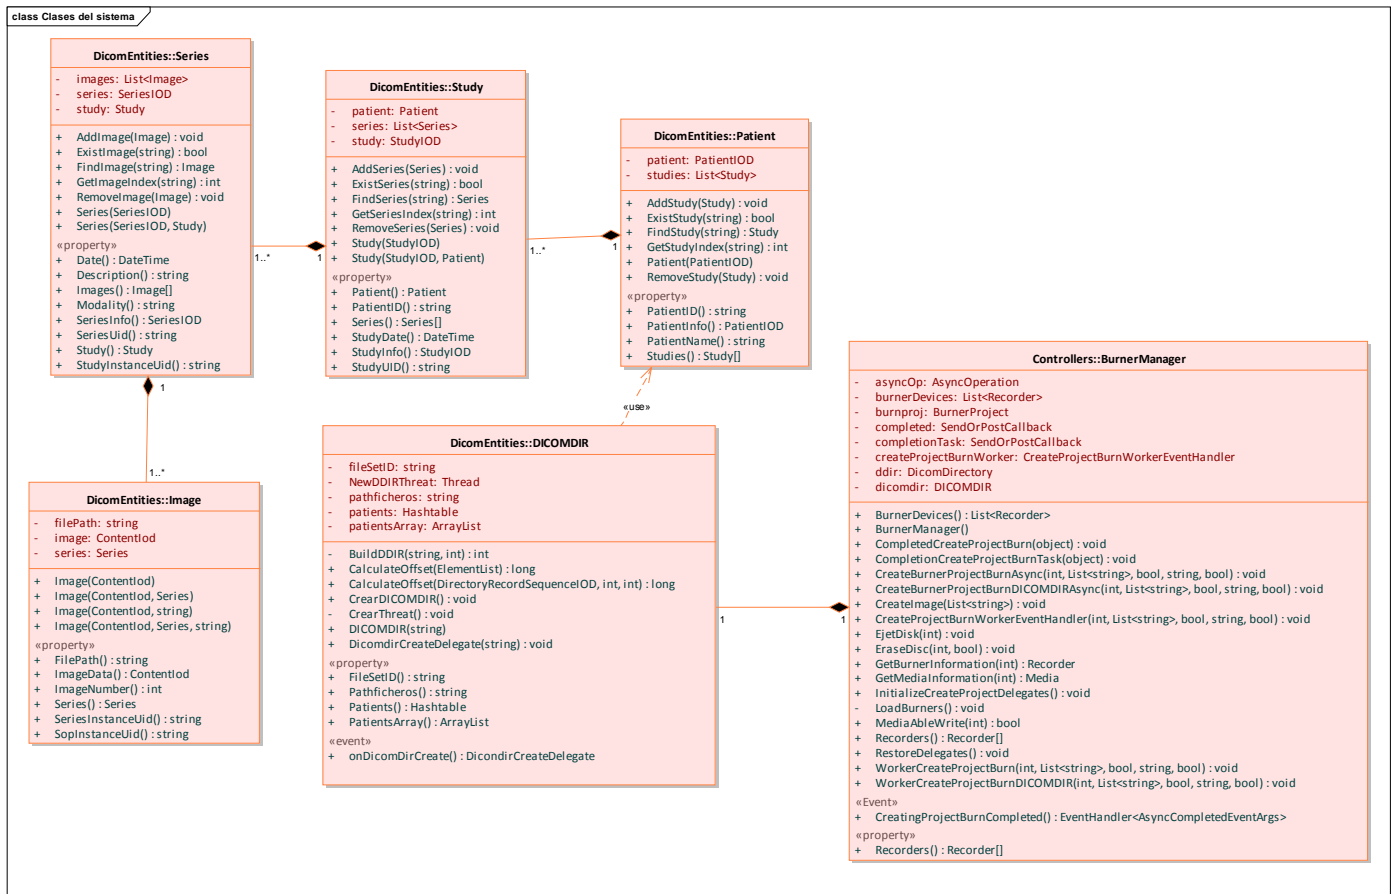 class Clases del sistema
DicomEntities::Series
- images: List<Image>
- series: SeriesIOD
- study: Study
+ AddImage(Image) : void
+ ExistImage(string) : bool
+ FindImage(string) : Image
+ GetImageIndex(string) : int
+ RemoveImage(Image) : void
+ Series(SeriesIOD)
+ Series(SeriesIOD, Study)
«property»
+ Date() : DateTime
+ Description() : string
+ Images() : Image[]
+ Modality() : string
+ SeriesInfo() : SeriesIOD
+ SeriesUid() : string
+ Study() : Study
+ StudyInstanceUid() : string
DicomEntities::Study
- patient: Patient
- series: List<Series>
- study: StudyIOD
+ AddSeries(Series) : void
+ ExistSeries(string) : bool
+ FindSeries(string) : Series
+ GetSeriesIndex(string) : int
+ RemoveSeries(Series) : void
+ Study(StudyIOD)
+ Study(StudyIOD, Patient)
«property»
+ Patient() : Patient
+ PatientID() : string
+ Series() : Series[]
+ StudyDate() : DateTime
+ StudyInfo() : StudyIOD
+ StudyUID() : string
DicomEntities::Patient
- patient: PatientIOD
- studies: List<Study>
+ AddStudy(Study) : void
+ ExistStudy(string) : bool
+ FindStudy(string) : Study
+ GetStudyIndex(string) : int
+ Patient(PatientIOD)
+ RemoveStudy(Study) : void
«property»
+ PatientID() : string
+ PatientInfo() : PatientIOD
+ PatientName() : string
+ Studies() : Study[]
1..*
1
1..*
1
1
1..*
«use»
DicomEntities::Image
- filePath: string
- image: ContentIod
- series: Series
+ Image(ContentIod)
+ Image(ContentIod, Series)
+ Image(ContentIod, string)
+ Image(ContentIod, Series, string)
«property»
+ FilePath() : string
+ ImageData() : ContentIod
+ ImageNumber() : int
+ Series() : Series
+ SeriesInstanceUid() : string
+ SopInstanceUid() : string
DicomEntities::DICOMDIR
- fileSetID: string
- NewDDIRThreat: Thread
- pathficheros: string
- patients: Hashtable
- patientsArray: ArrayList
- BuildDDIR(string, int) : int
+ CalculateOffset(ElementList) : long
+ CalculateOffset(DirectoryRecordSequenceIOD, int, int) : long
+ CrearDICOMDIR() : void
- CrearThreat() : void
+ DICOMDIR(string)
+ DicomdirCreateDelegate(string) : void
«property»
+ FileSetID() : string
+ Pathficheros() : string
+ Patients() : Hashtable
+ PatientsArray() : ArrayList
«event»
+ onDicomDirCreate() : DicondirCreateDelegate
1
1
Controllers::BurnerManager
- asyncOp: AsyncOperation
- burnerDevices: List<Recorder>
- burnproj: BurnerProject
- completed: SendOrPostCallback
- completionTask: SendOrPostCallback
- createProjectBurnWorker: CreateProjectBurnWorkerEventHandler
- ddir: DicomDirectory
- dicomdir: DICOMDIR
+ BurnerDevices() : List<Recorder>
+ BurnerManager()
+ CompletedCreateProjectBurn(object) : void
+ CompletionCreateProjectBurnTask(object) : void
+ CreateBurnerProjectBurnAsync(int, List<string>, bool, string, bool) : void
+ CreateBurnerProjectBurnDICOMDIRAsync(int, List<string>, bool, string, bool) : void
+ CreateImage(List<string>) : void
+ CreateProjectBurnWorkerEventHandler(int, List<string>, bool, string, bool) : void
+ EjetDisk(int) : void
+ EraseDisc(int, bool) : void
+ GetBurnerInformation(int) : Recorder
+ GetMediaInformation(int) : Media
+ InitializeCreateProjectDelegates() : void
- LoadBurners() : void
+ MediaAbleWrite(int) : bool
+ Recorders() : Recorder[]
+ RestoreDelegates() : void
+ WorkerCreateProjectBurn(int, List<string>, bool, string, bool) : void
+ WorkerCreateProjectBurnDICOMDIR(int, List<string>, bool, string, bool) : void
«Event»
+ CreatingProjectBurnCompleted() : EventHandler<AsyncCompletedEventArgs>
«property»
+ Recorders() : Recorder[]